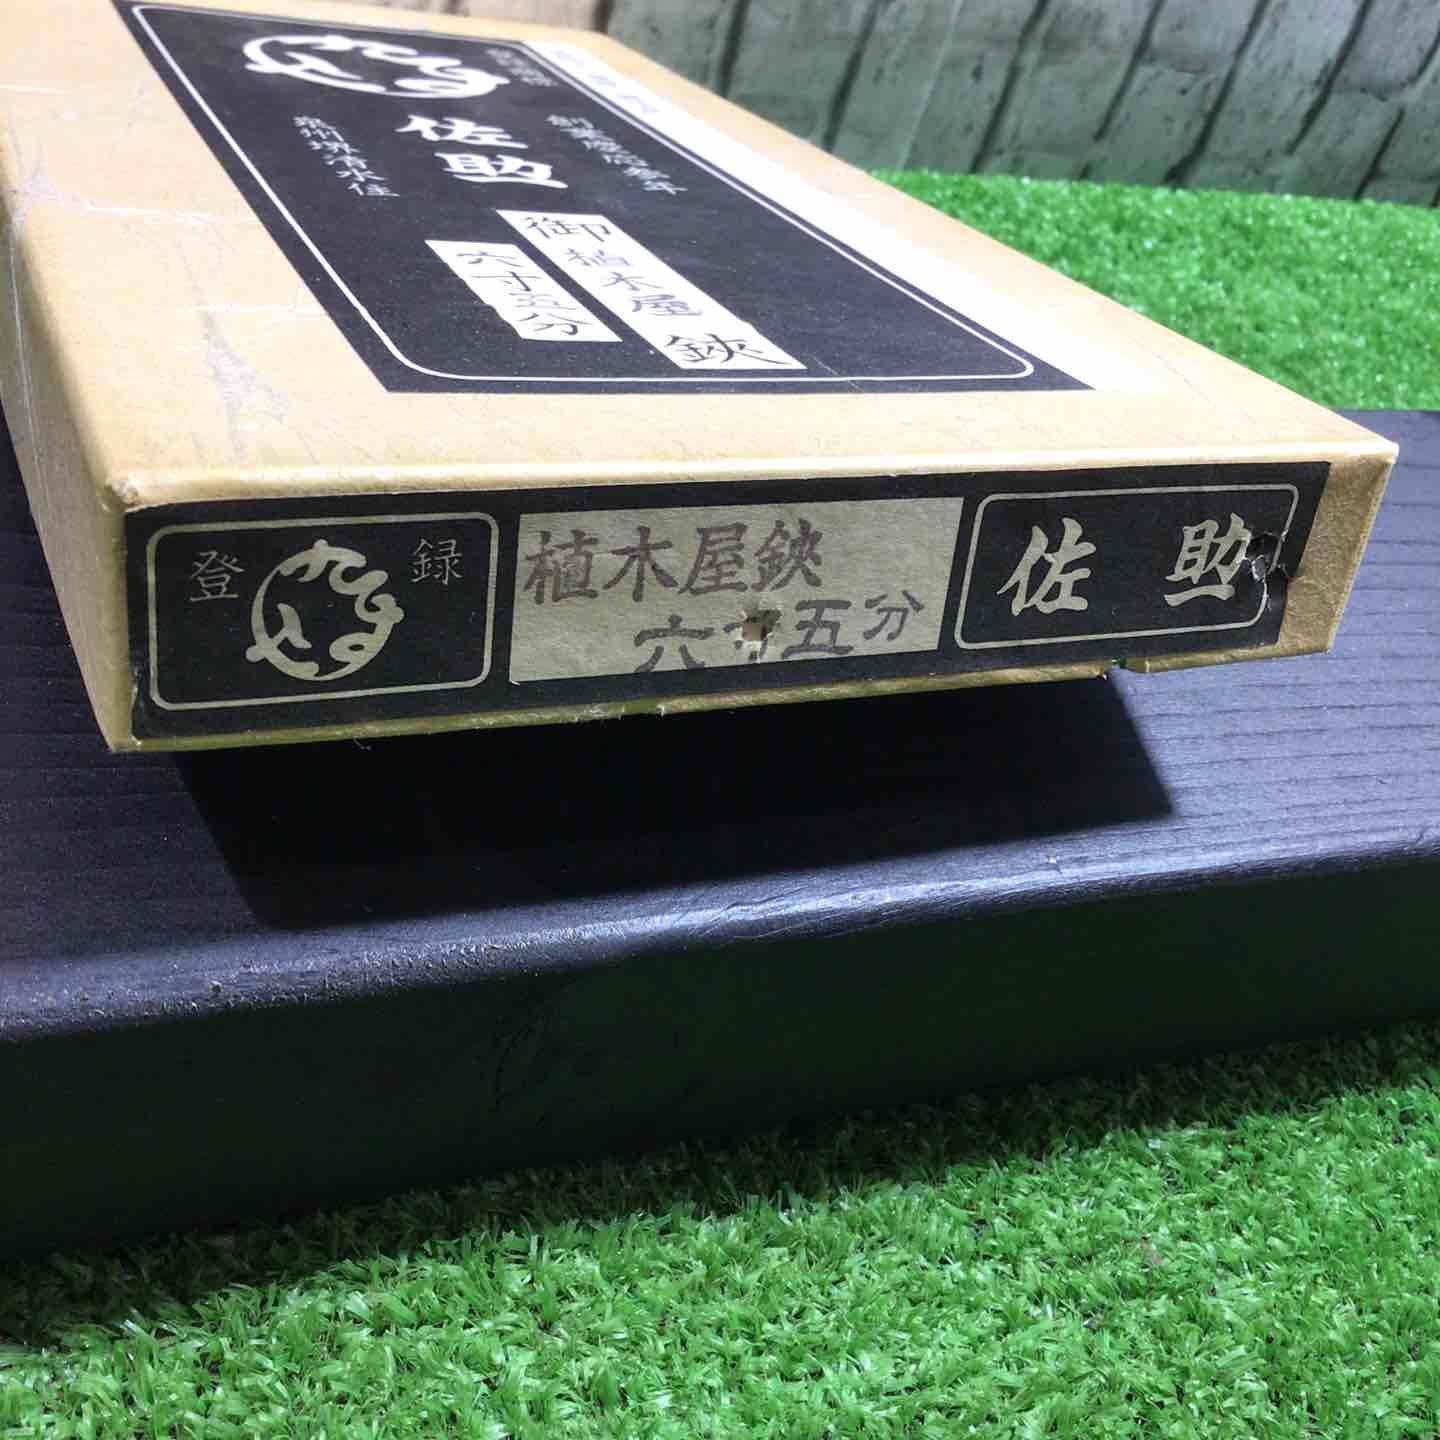 佐助
創業慶応参年
泉州堺清水住
御植木屋鋏
六寸五分
登録
植木屋鋏
六寸五分
佐助